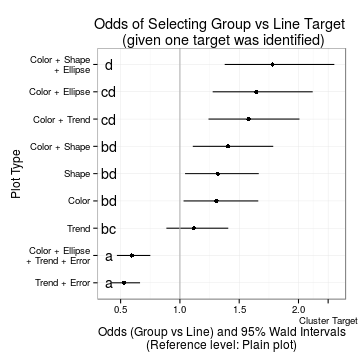 Odds of Selecting Group vs Line Target
(given one target was identified)
Plot Type
Color + Shape
+ Ellipse
d
Color + Ellipse
cd
Color + Trend
cd
Color + Shape
bd
Shape
bd
Color
bd
Trend
bc
Color + Ellipse
+ Trend + Error
a
Trend + Error
a
0.5 1.0 1.5 2.0
Cluster Target
Odds (Group vs Line) and 95% Wald Intervals
(Reference level: Plain plot)